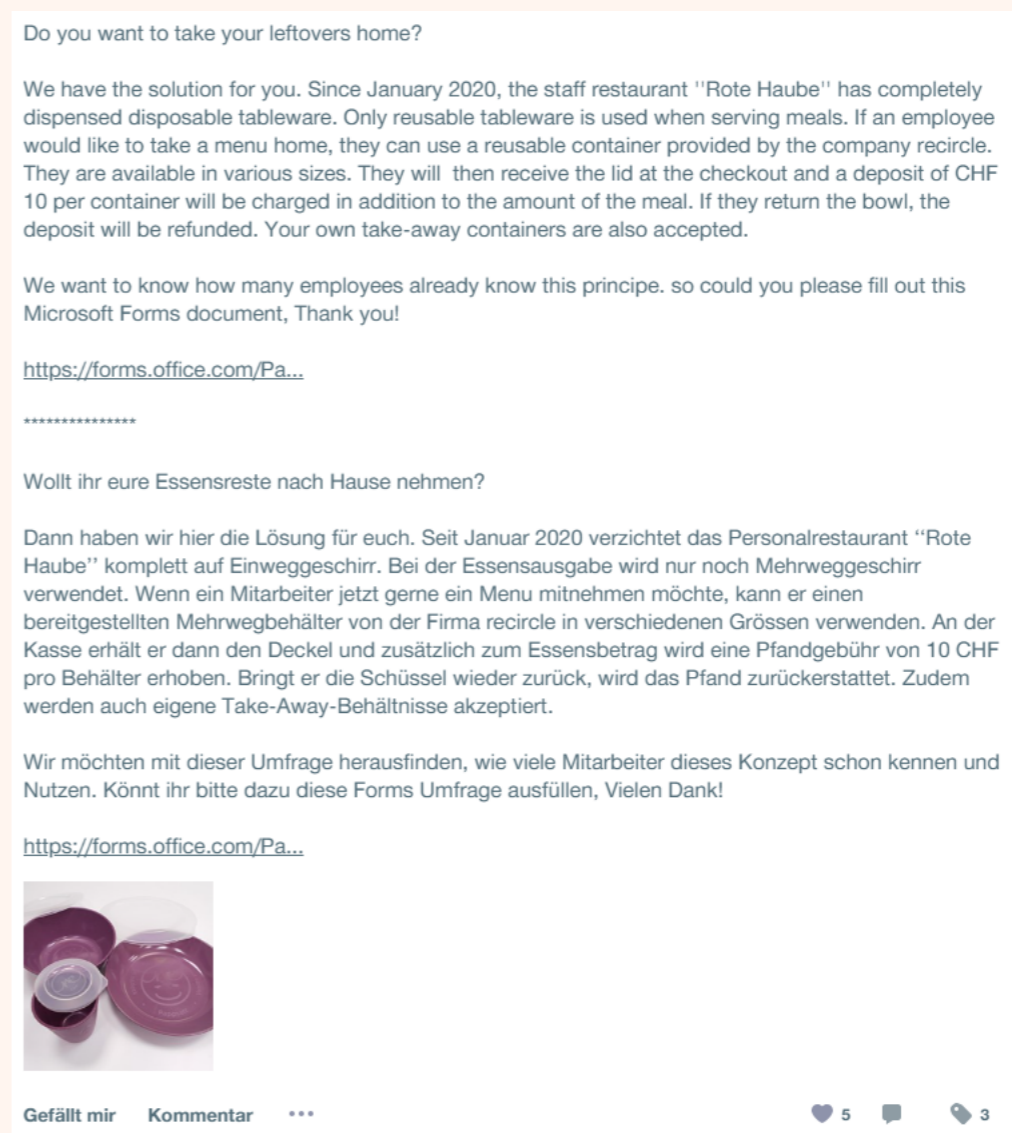 Do you want to take your leftovers home?
We have the solution for you. Since January 2020, the staff restaurant ''Rote Haube'' has completely
dispensed disposable tableware. Only reusable tableware is used when serving meals. If an employee
would like to take a menu home, they can use a reusable container provided by the company recircle.
They are available in various sizes. They will  then receive the lid at the checkout and a deposit of CHF
10 per container will be charged in addition to the amount of the meal. If they return the bowl, the
deposit will be refunded. Your own take-away containers are also accepted.
We want to know how many employees already know this principe. so could you please fill out this
Microsoft Forms document, Thank you!
https://forms.office.com/Pa...
***************
Wollt ihr eure Essensreste nach Hause nehmen?
Dann haben wir hier die Lösung für euch. Seit Januar 2020 verzichtet das Personalrestaurant “Rote
Haube” komplett auf Einweggeschirr. Bei der Essensausgabe wird nur noch Mehrweggeschirr
verwendet. Wenn ein Mitarbeiter jetzt gerne ein Menu mitnehmen möchte, kann er einen
bereitgestellten Mehrwegbehälter von der Firma recircle in verschiedenen Grössen verwenden. An der
Kasse erhält er dann den Deckel und zusätzlich zum Essensbetrag wird eine Pfandgebühr von 10 CHF
pro Behälter erhoben. Bringt er die Schüssel wieder zurück, wird das Pfand zurückerstattet. Zudem
werden auch eigene Take-Away-Behältnisse akzeptiert.
Wir möchten mit dieser Umfrage herausfinden, wie viele Mitarbeiter dieses Konzept schon kennen und
Nutzen. Könnt ihr bitte dazu diese Forms Umfrage ausfüllen, Vielen Dank!
https://forms.office.com/Pa...
Gefällt mir Kommentar ••• 5 3